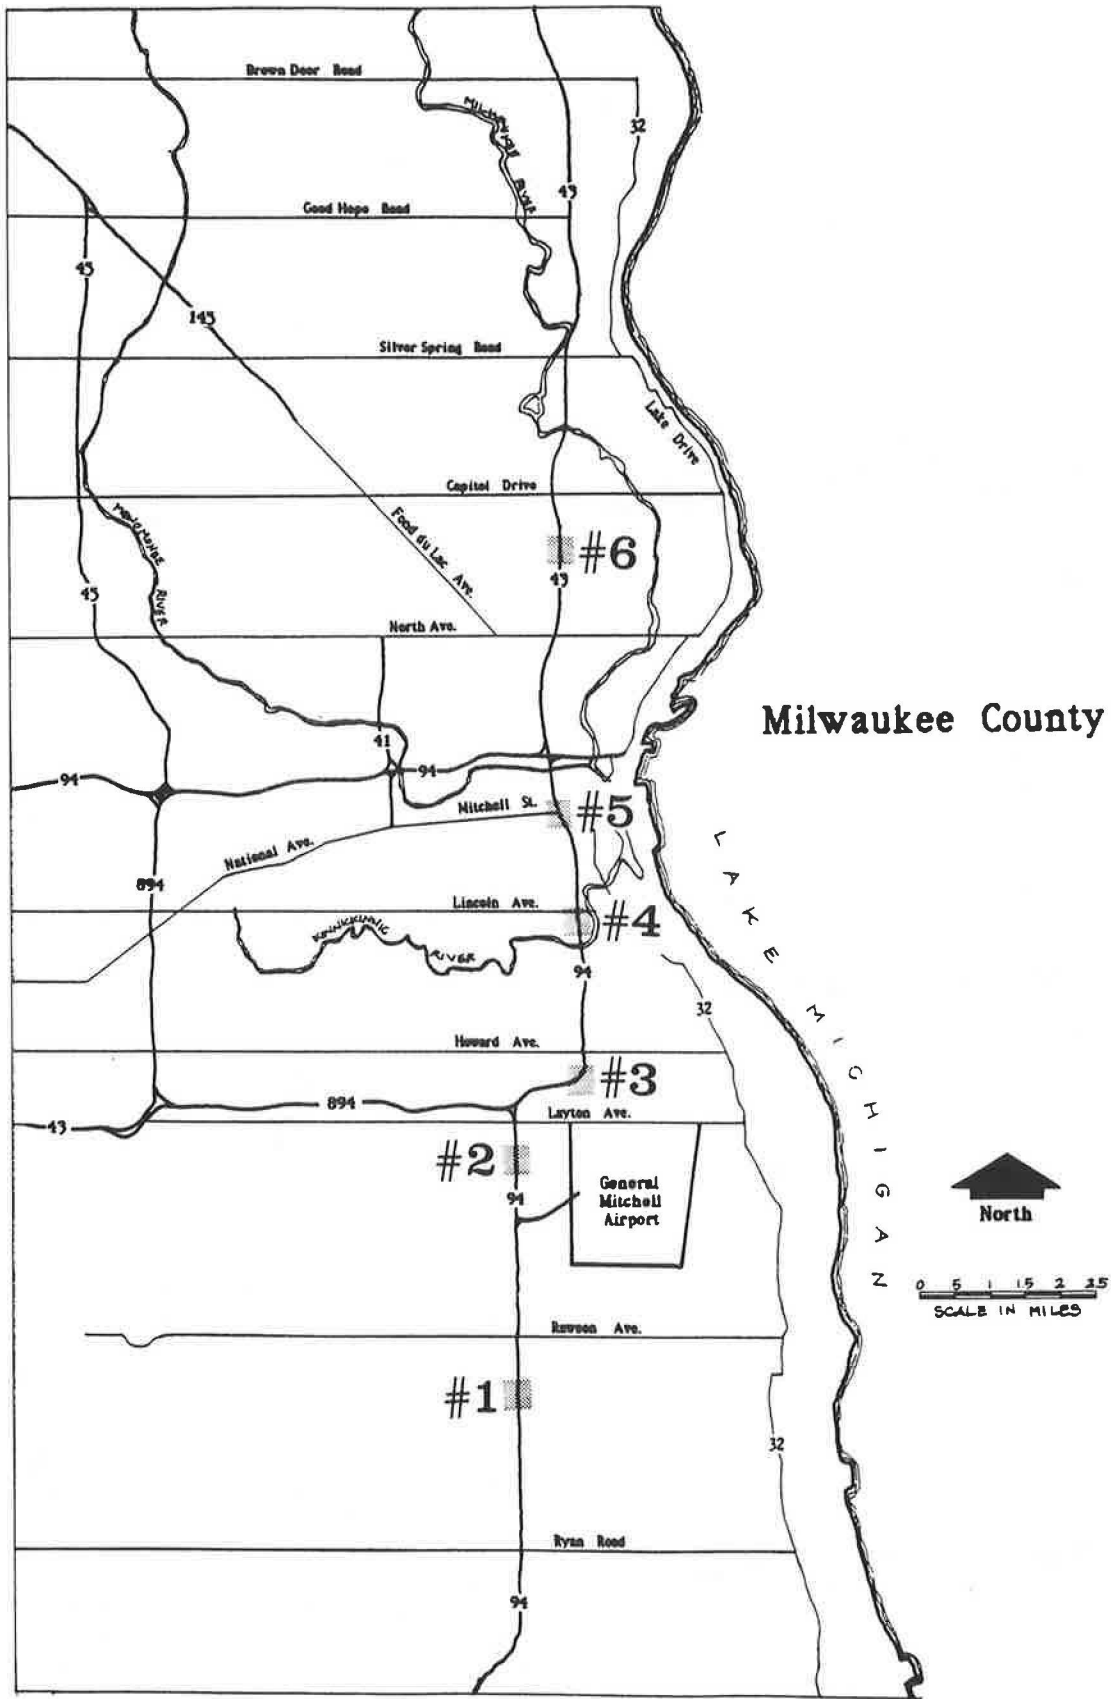 Brown Deer Road
MILWAUKEE
RIVER
32
43
Good Hope Road
45
145
Silver Spring Road
Lake Drive
Capitol Drive
MENOMONEE
RIVER
Fond du Lac Ave.
#6
43
45
North Ave.
Milwaukee County
41
94
94
Mitchell St.
#5
National Ave.
LAKE MICHIGAN
894
Lincoln Ave.
#4
KINNICKINNIC
RIVER
94
32
Howard Ave.
#3
894
Layton Ave.
43
#2
94
General
Mitchell
Airport
North
0 .5 1 1.5 2 2.5
SCALE IN MILES
Rawson Ave.
#1
32
Ryan Road
94